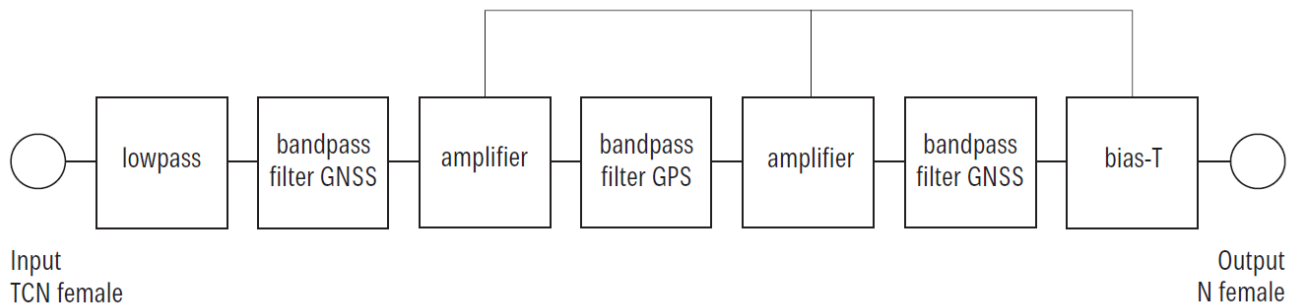 lowpass
bandpass
filter GNSS
amplifier
bandpass
filter GPS
amplifier
bandpass
filter GNSS
bias-T
Input
TCN female
Output
N female